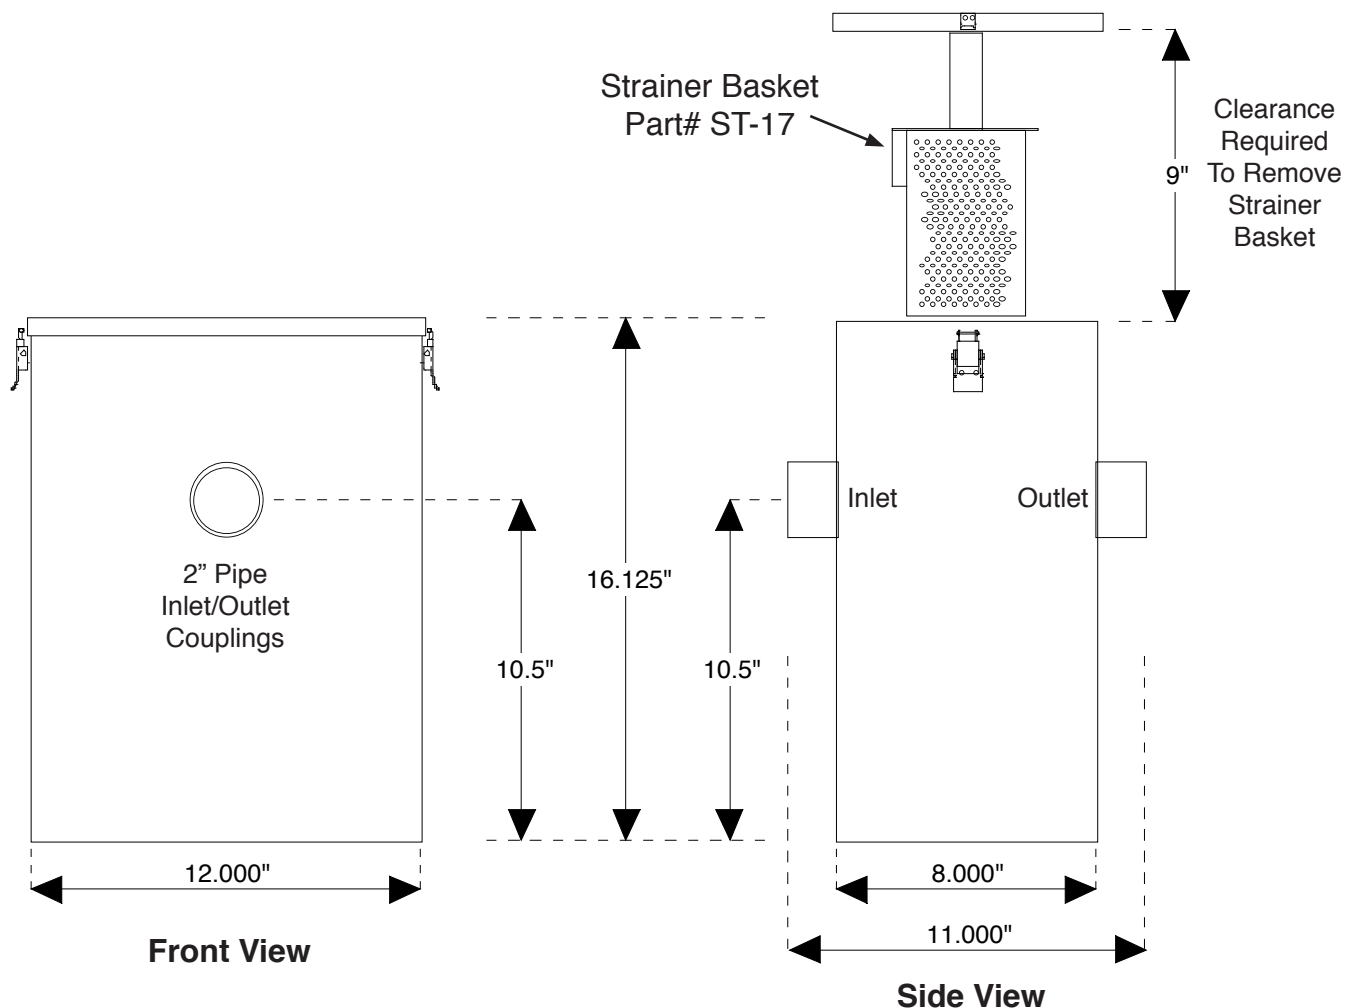 Strainer Basket
Part# ST-17
Clearance
Required
To Remove
Strainer
Basket
9"
Inlet
Outlet
2” Pipe
Inlet/Outlet
Couplings
16.125"
10.5"
10.5"
12.000"
8.000"
11.000"
Front View
Side View